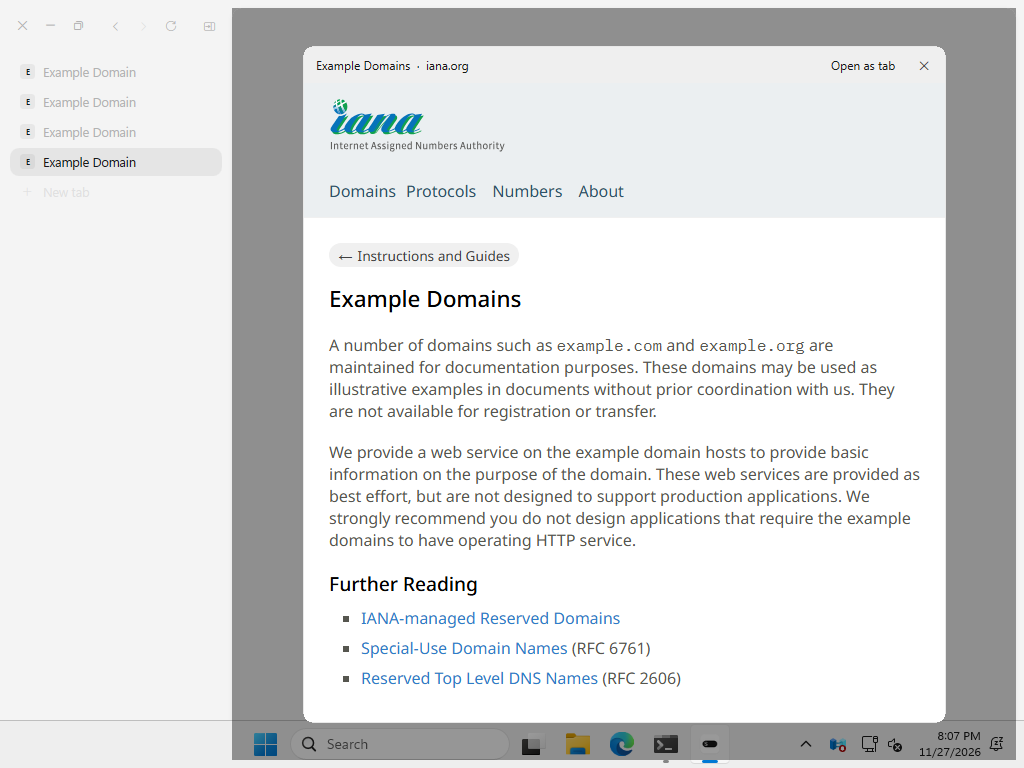 E Example Domain
E Example Domain
E Example Domain
E Example Domain
+ New tab
Example Domains · iana.org
Open as tab
iana
Internet Assigned Numbers Authority
Domains Protocols Numbers About
← Instructions and Guides
Example Domains
A number of domains such as example.com and example.org are
maintained for documentation purposes. These domains may be used as
illustrative examples in documents without prior coordination with us. They
are not available for registration or transfer.
We provide a web service on the example domain hosts to provide basic
information on the purpose of the domain. These web services are provided as
best effort, but are not designed to support production applications. We
strongly recommend you do not design applications that require the example
domains to have operating HTTP service.
Further Reading
IANA-managed Reserved Domains
Special-Use Domain Names (RFC 6761)
Reserved Top Level DNS Names (RFC 2606)
Search
8:07 PM
11/27/2026